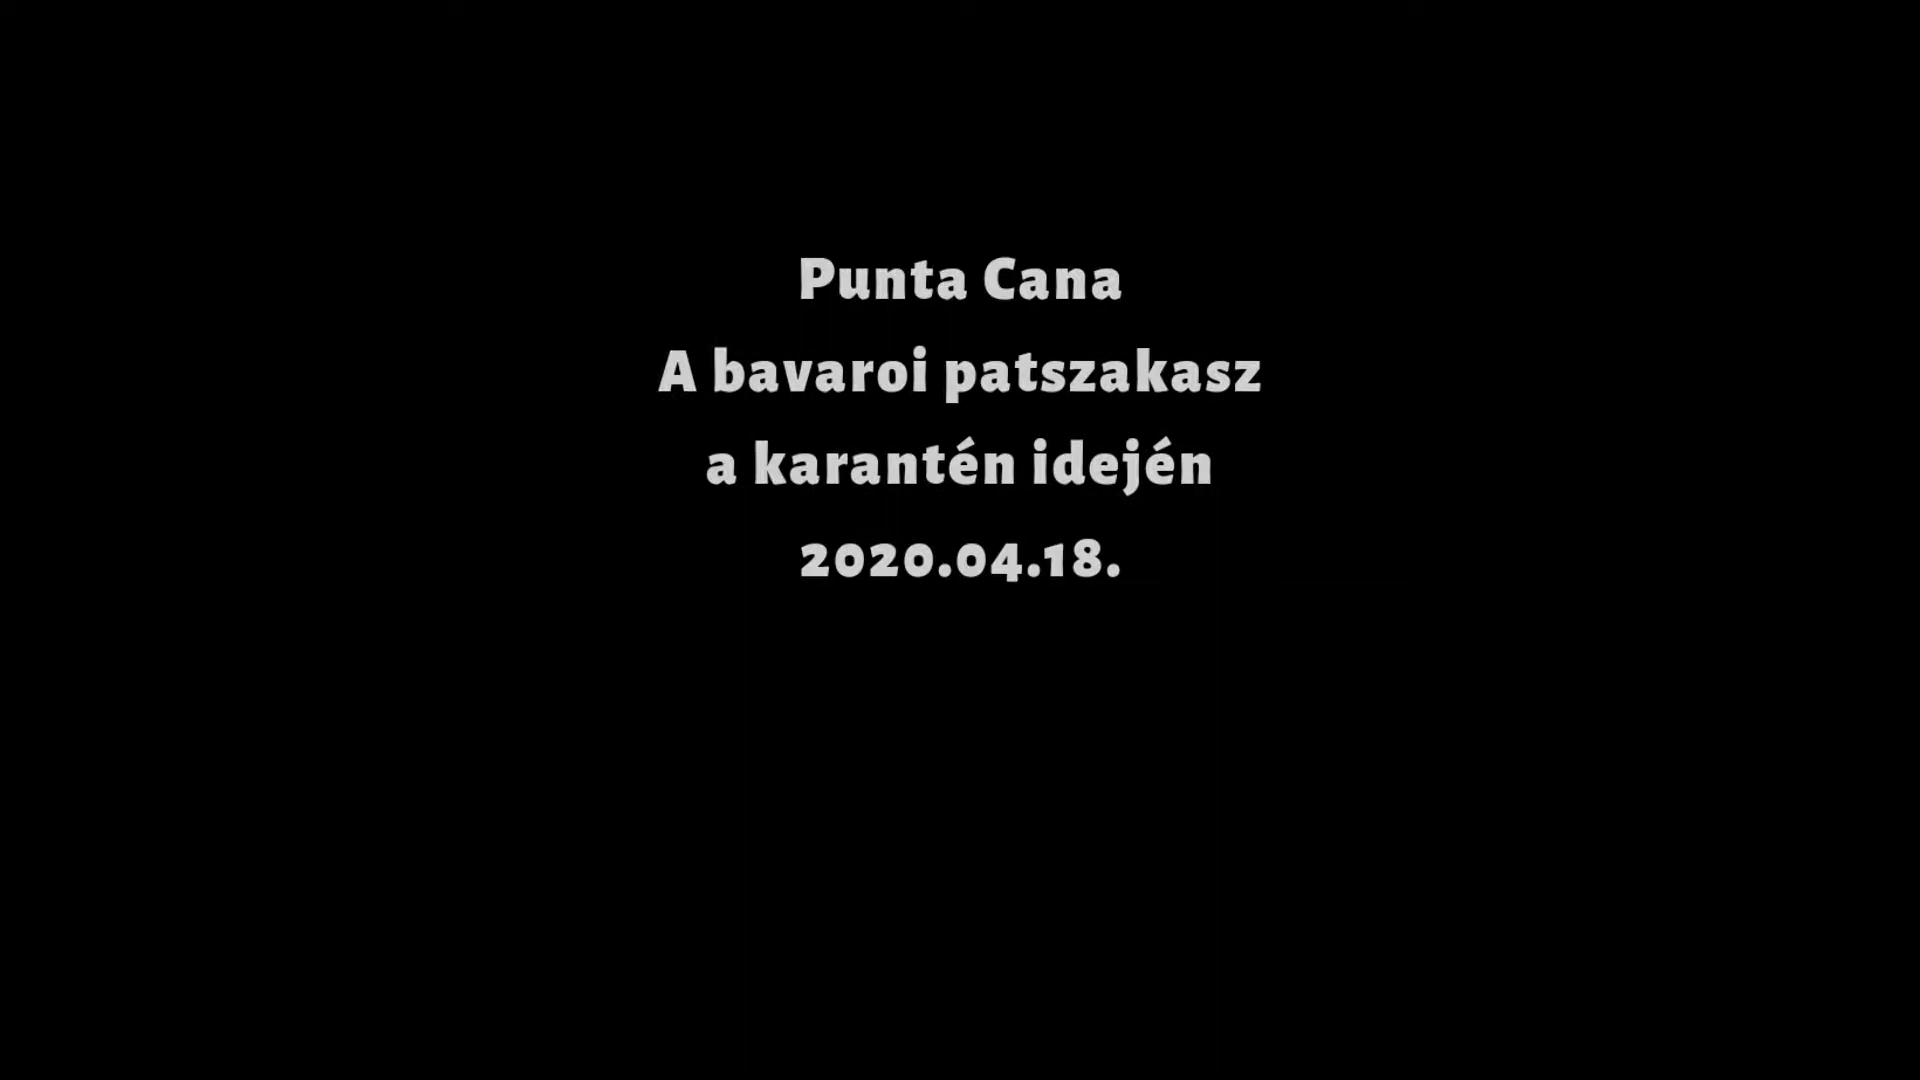 Punta Cana
A bavaroi patszakasz
a karantén idején
2020.04.18.